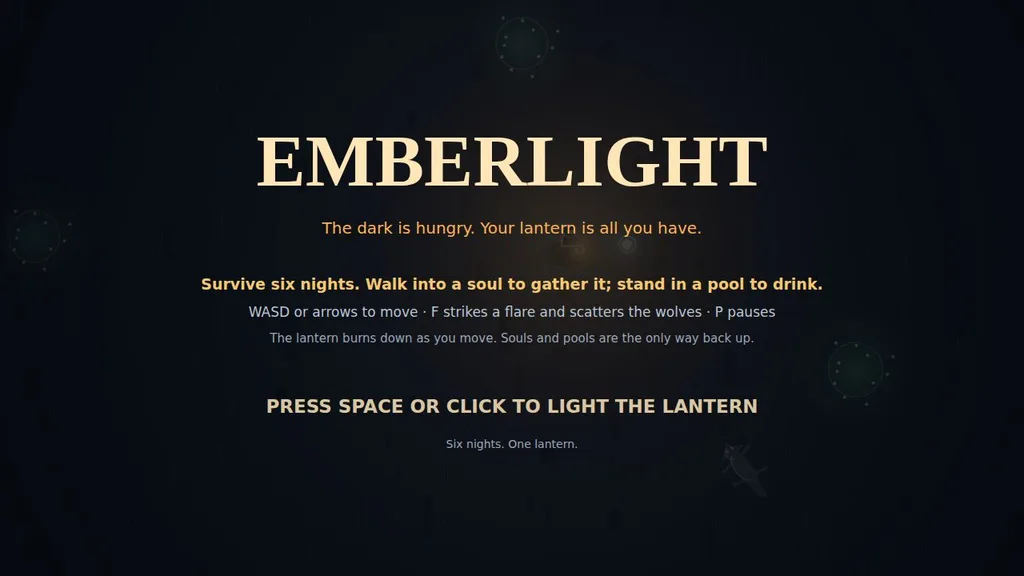 EMBERLIGHT
The dark is hungry. Your lantern is all you have.
Survive six nights. Walk into a soul to gather it; stand in a pool to drink.
WASD or arrows to move · F strikes a flare and scatters the wolves · P pauses
The lantern burns down as you move. Souls and pools are the only way back up.
PRESS SPACE OR CLICK TO LIGHT THE LANTERN
Six nights. One lantern.